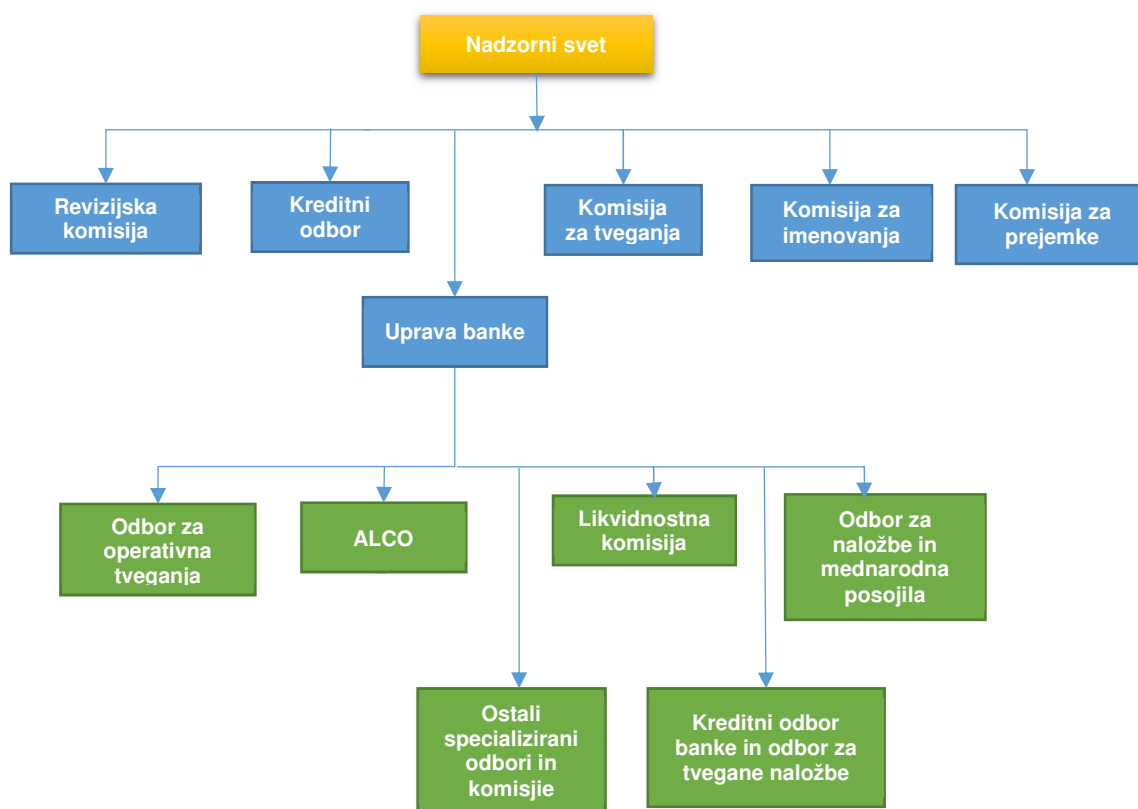 Nadzorni svet
Revizijska
komisija
Kreditni
odbor
Komisija
za tveganja
Komisija za
imenovanja
Komisija za
prejemke
Uprava banke
Odbor za
operativna
tveganja
ALCO
Likvidnostna
komisija
Odbor za
naložbe in
mednarodna
posojila
Ostali
specializirani
odbori in
komisjie
Kreditni odbor
banke in odbor za
tvegane naložbe